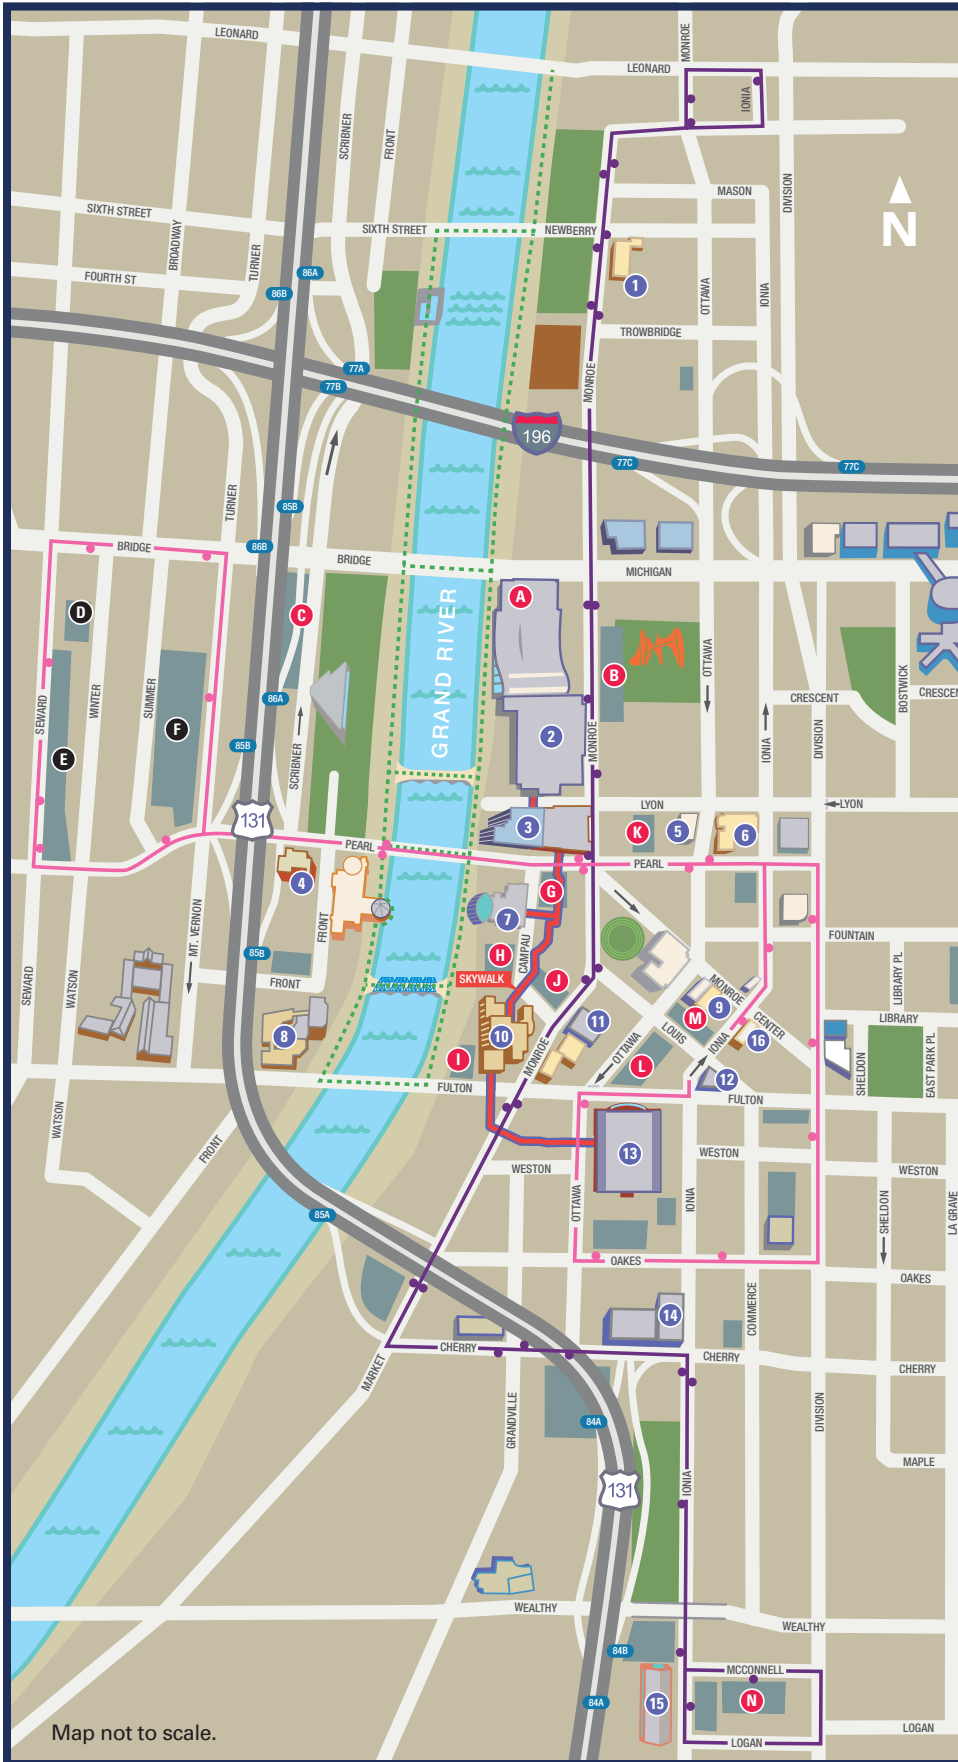 LEONARD
MONROE
LEONARD
IONIA
SCRIBNER
FRONT
MASON
DIVISION
SIXTH STREET
SIXTH STREET
NEWBERRY
N
BROADWAY
TURNER
FOURTH ST
86A
86B
1
OTTAWA
IONIA
TROWBRIDGE
77A
77B
MONROE
196
77C
77C
TURNER
85B
86B
BRIDGE
BRIDGE
MICHIGAN
A
D
C
GRAND RIVER
B
OTTAWA
SEWARD
WINTER
SUMMER
86A
CRESCENT
BOSTWICK
CRESCEN
F
E
85B
SCRIBNER
2
MONROE
IONIA
DIVISION
LYON
LYON
131
3
K
5
6
PEARL
PEARL
4
G
7
MT. VERNON
FRONT
CAMPAU
FOUNTAIN
85B
H
SKYWALK
J
SEWARD
WATSON
FRONT
LIBRARY PL
MONROE
9
M
CENTER
LIBRARY
8
10
11
LOUIS
IONIA
16
OTTAWA
I
MONROE
L
12
SHELDON
EAST PARK PL
FULTON
FULTON
WATSON
FRONT
13
WESTON
WESTON
WESTON
85A
OTTAWA
IONIA
SHELDON
LA GRAVE
OAKES
OAKES
COMMERCE
14
CHERRY
CHERRY
CHERRY
MARKET
GRANDVILLE
84A
DIVISION
MAPLE
131
IONIA
WEALTHY
WEALTHY
84B
MCCONNELL
84A
15
N
LOGAN
LOGAN
Map not to scale.